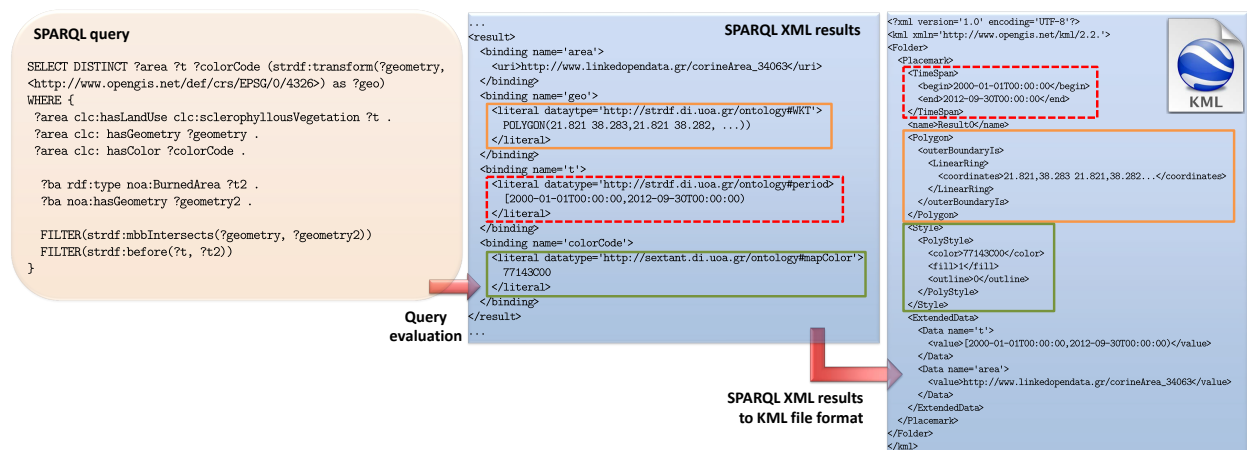 SPARQL query
SELECT DISTINCT ?area ?t ?colorCode (strdf:transform(?geometry,
<http://www.opengis.net/def/crs/EPSG/0/4326>) as ?geo)
WHERE {
?area clc:hasLandUse clc:sclerophyllousVegetation ?t .
?area clc: hasGeometry ?geometry .
?area clc: hasColor ?colorCode .
?ba rdf:type noa:BurnedArea ?t2 .
?ba noa:hasGeometry ?geometry2 .
FILTER(strdf:mbbIntersects(?geometry, ?geometry2))
FILTER(strdf:before(?t, ?t2))
}
Query
evaluation
SPARQL XML results
...
<result>
<binding name='area'>
<uri>http://www.linkedopendata.gr/corineArea_34063</uri>
</binding>
<binding name='geo'>
<literal datatype='http://strdf.di.uoa.gr/ontology#WKT'>
POLYGON(21.821 38.283,21.821 38.282, ...))
</literal>
</binding>
<binding name='t'>
<literal datatype='http://strdf.di.uoa.gr/ontology#period>
[2000-01-01T00:00:00,2012-09-30T00:00:00)
</literal>
</binding>
<binding name='colorCode'>
<literal datatype='http://sextant.di.uoa.gr/ontology#mapColor'>
77143C00
</literal>
</binding>
</result>
...
SPARQL XML results
to KML file format
<?xml version='1.0' encoding='UTF-8'?>
<kml xmln='http://www.opengis.net/kml/2.2.'>
<Folder>
<Placemark>
<TimeSpan>
<begin>2000-01-01T00:00:00</begin>
<end>2012-09-30T00:00:00</end>
</TimeSpan>
<name>Result0</name>
<Polygon>
<outerBoundaryIs>
<LinearRing>
<coordinates>21.821,38.283 21.821,38.282...</coordinates>
</LinearRing>
</outerBoundaryIs>
</Polygon>
<Style>
<PolyStyle>
<color>77143C00</color>
<fill>1</fill>
<outline>0</outline>
</PolyStyle>
</Style>
<ExtendedData>
<Data name='t'>
<value>[2000-01-01T00:00:00,2012-09-30T00:00:00)</value>
</Data>
<Data name='area'>
<value>http://www.linkedopendata.gr/corineArea_34063</value>
</Data>
</ExtendedData>
</Placemark>
</Folder>
</kml>
KML